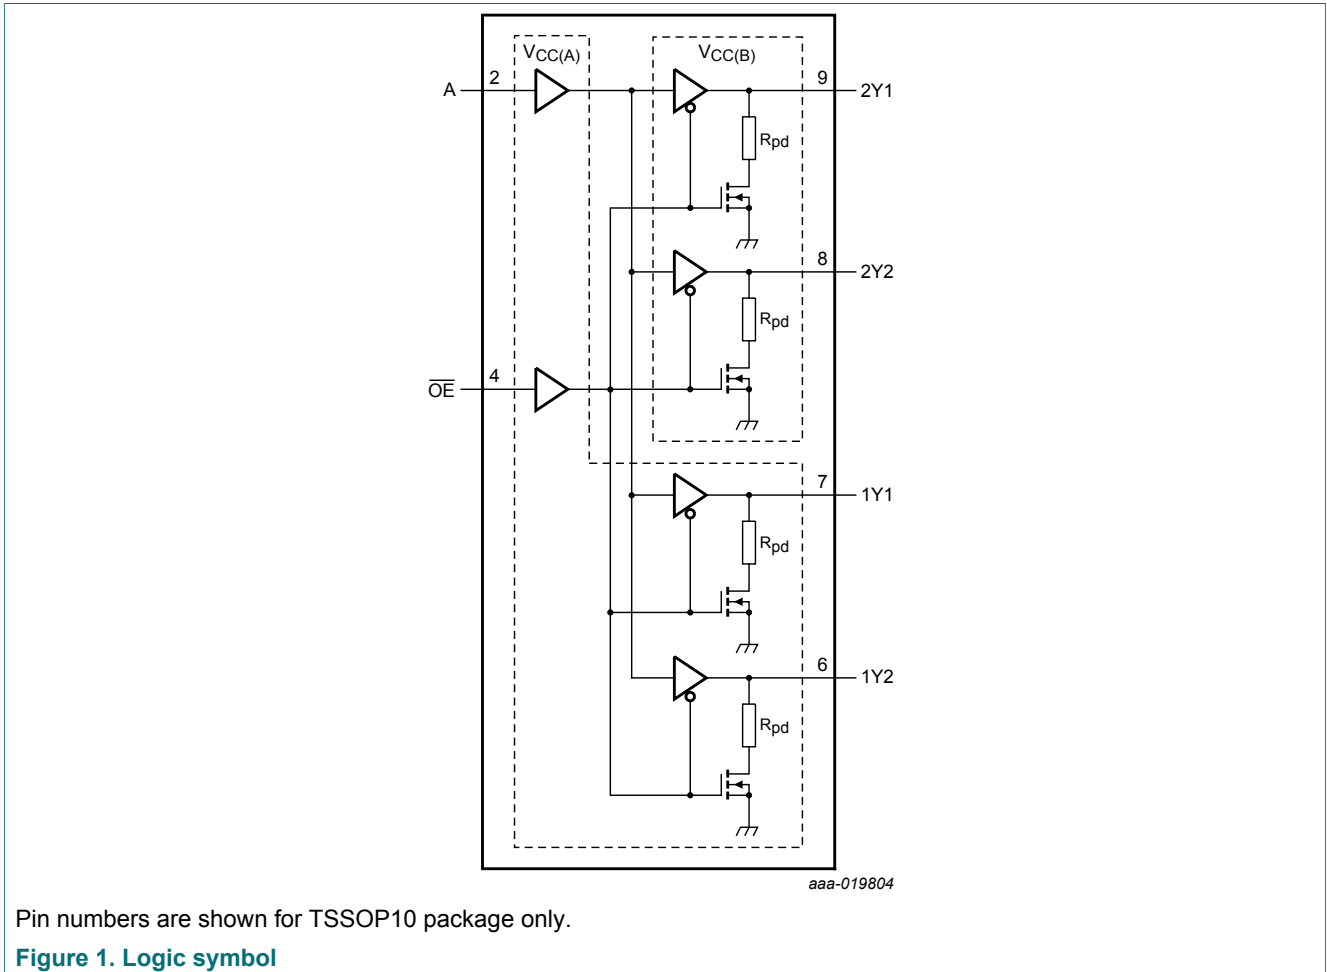 VCC(A)
VCC(B)
A
2
9
2Y1
Rpd
8
2Y2
Rpd
OE
4
7
1Y1
Rpd
6
1Y2
Rpd
aaa-019804
Pin numbers are shown for TSSOP10 package only.
Figure 1. Logic symbol